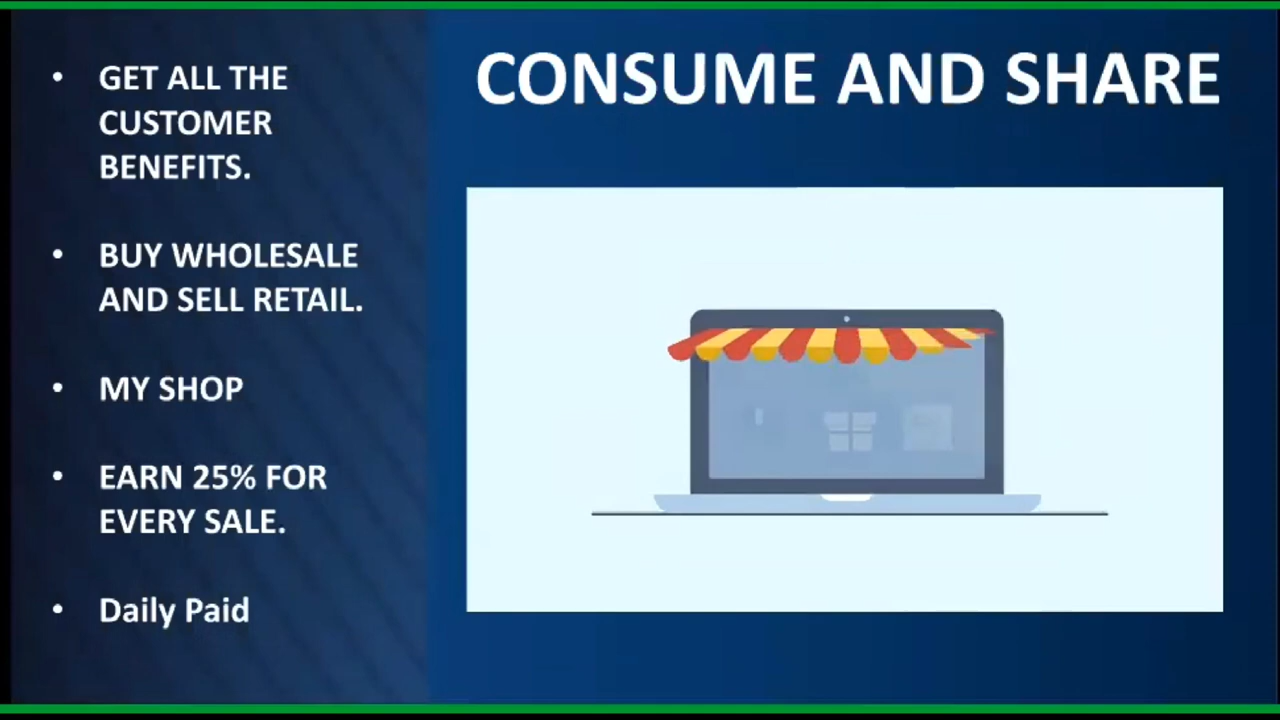 CONSUME AND SHARE
• GET ALL THE
CUSTOMER
BENEFITS.
• BUY WHOLESALE
AND SELL RETAIL.
• MY SHOP
• EARN 25% FOR
EVERY SALE.
• Daily Paid